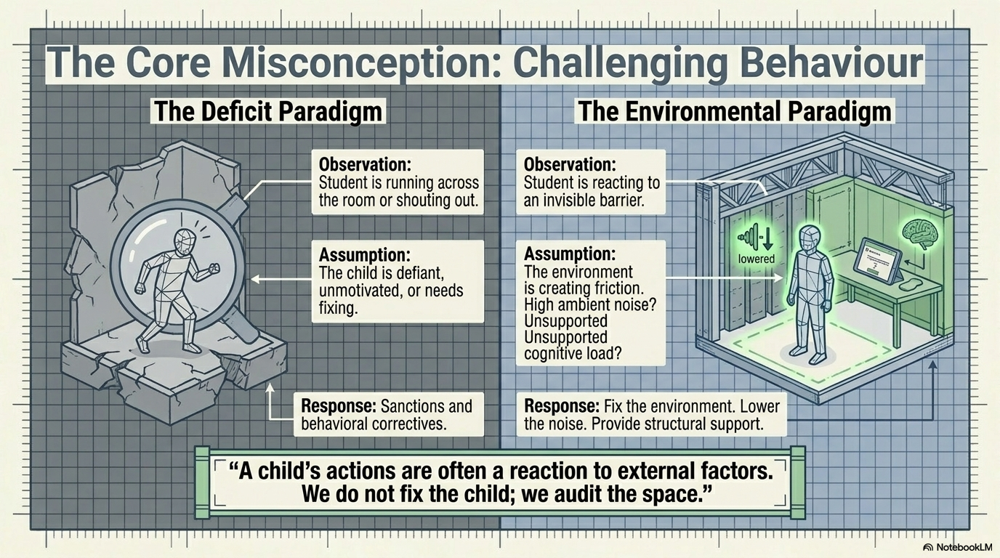 The Core Misconception: Challenging Behaviour
The Deficit Paradigm
Observation:
Student is running across
the room or shouting out.
Assumption:
The child is defiant,
unmotivated, or needs
fixing.
Response: Sanctions and
behavioral correctives.
The Environmental Paradigm
Observation:
Student is reacting to
an invisible barrier.
Assumption:
The environment
is creating friction.
High ambient noise?
Unsupported
Unsupported
cognitive load?
lowered
Response: Fix the environment. Lower
the noise. Provide structural support.
“A child’s actions are often a reaction to external factors.
We do not fix the child; we audit the space.”
NotebookLM